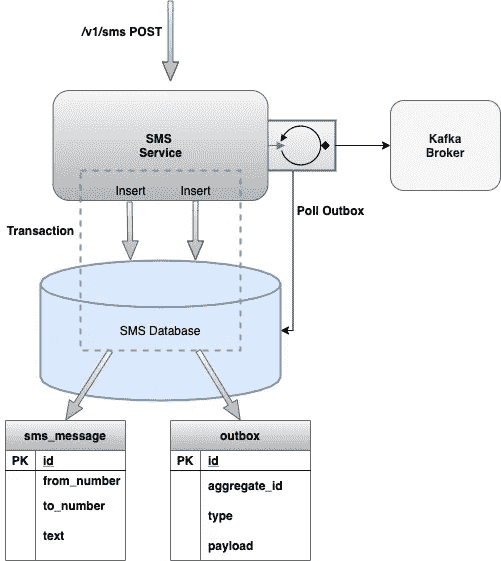 /v1/sms POST
SMS
Service
Kafka
Broker
Insert
Insert
Poll Outbox
Transaction
SMS Database
sms_message
PK
id
from_number
to_number
text
outbox
PK
id
aggregate_id
type
payload